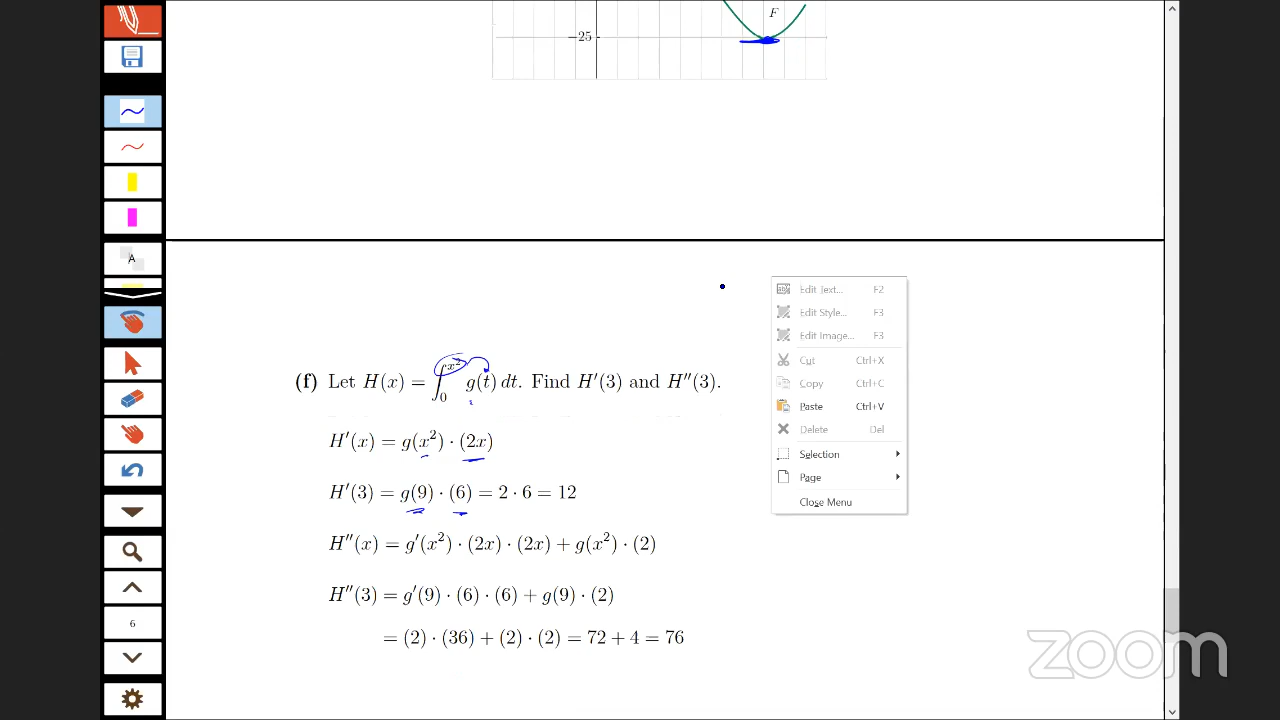 F
−25
A
Edit Text... F2
Edit Style... F3
Edit Image... F3
Cut Ctrl+X
Copy Ctrl+C
Paste Ctrl+V
Delete Del
Selection
Page
Close Menu
(f) Let H(x) = ∫₀^{x²} g(t) dt. Find H′(3) and H″(3).
H′(x) = g(x²) · (2x)
H′(3) = g(9) · (6) = 2 · 6 = 12
H″(x) = g′(x²) · (2x) · (2x) + g(x²) · (2)
H″(3) = g′(9) · (6) · (6) + g(9) · (2)
= (2) · (36) + (2) · (2) = 72 + 4 = 76
6
zoom